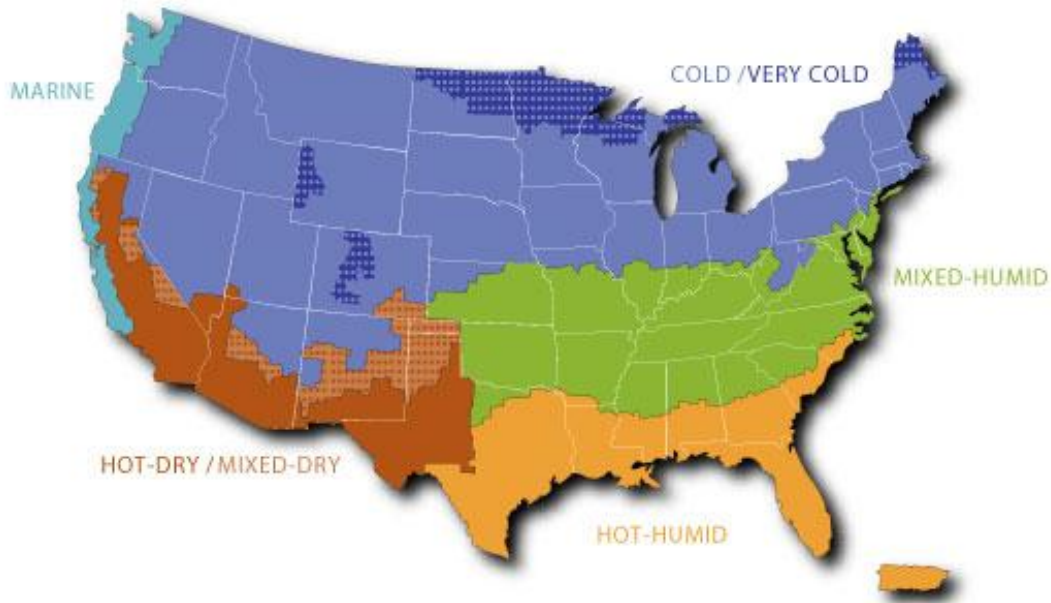 COLD /VERY COLD
MARINE
MIXED-HUMID
HOT-DRY / MIXED-DRY
HOT-HUMID